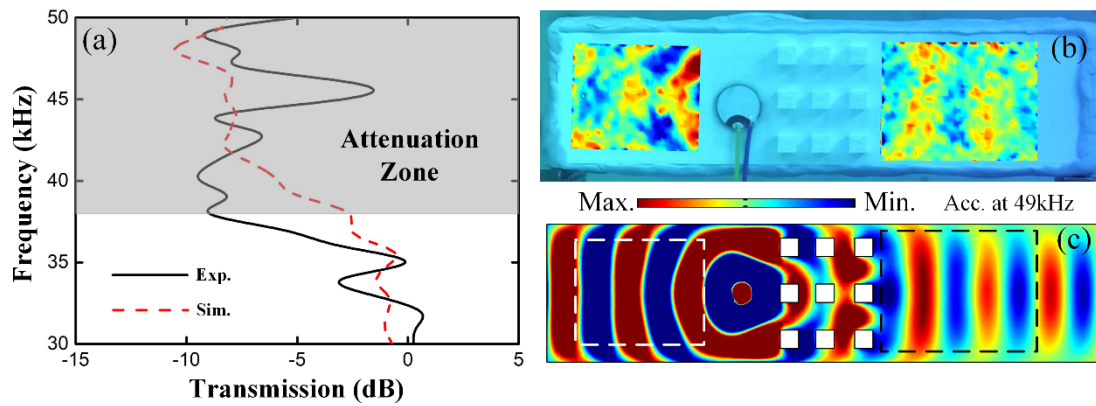 (a)
50
45
40
35
30
Frequency (kHz)
Attenuation
Zone
Exp.
Sim.
-15
-10
-5
0
5
Transmission (dB)
(b)
Max.
Min.
Acc. at 49kHz
(c)